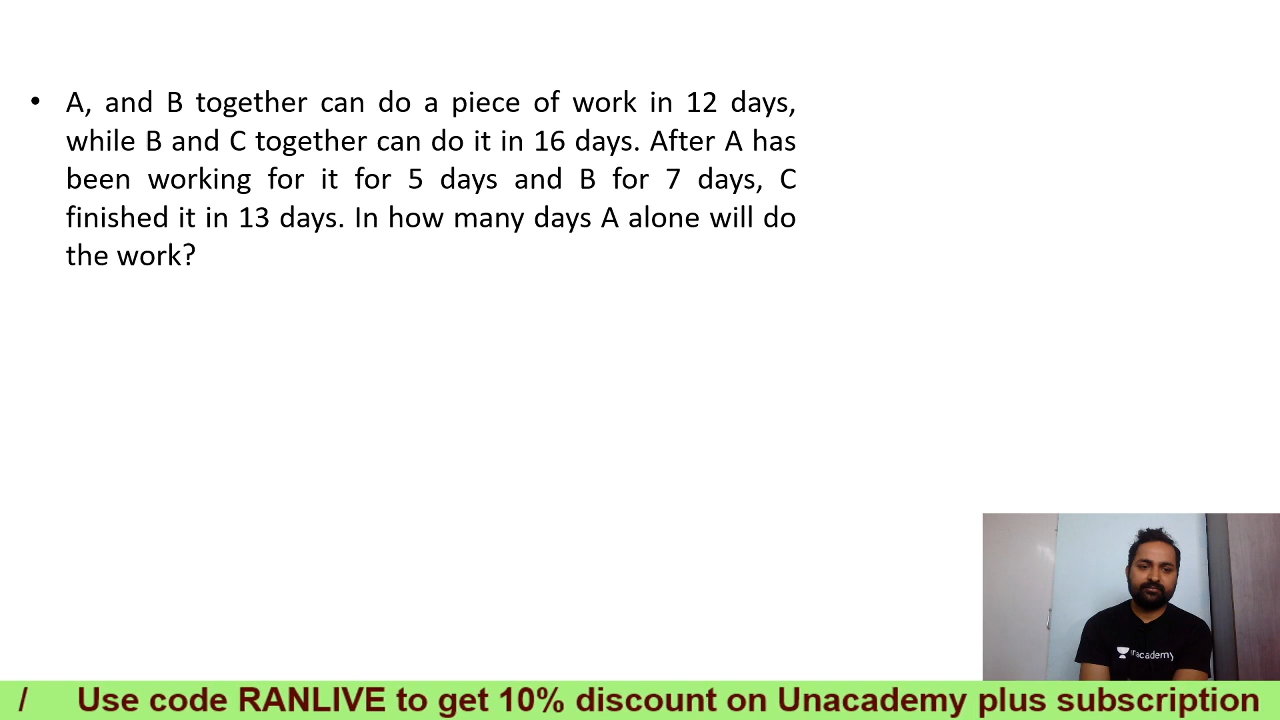 • A, and B together can do a piece of work in 12 days,
while B and C together can do it in 16 days. After A has
been working for it for 5 days and B for 7 days, C
finished it in 13 days. In how many days A alone will do
the work?
unacademy
/ Use code RANLIVE to get 10% discount on Unacademy plus subscription